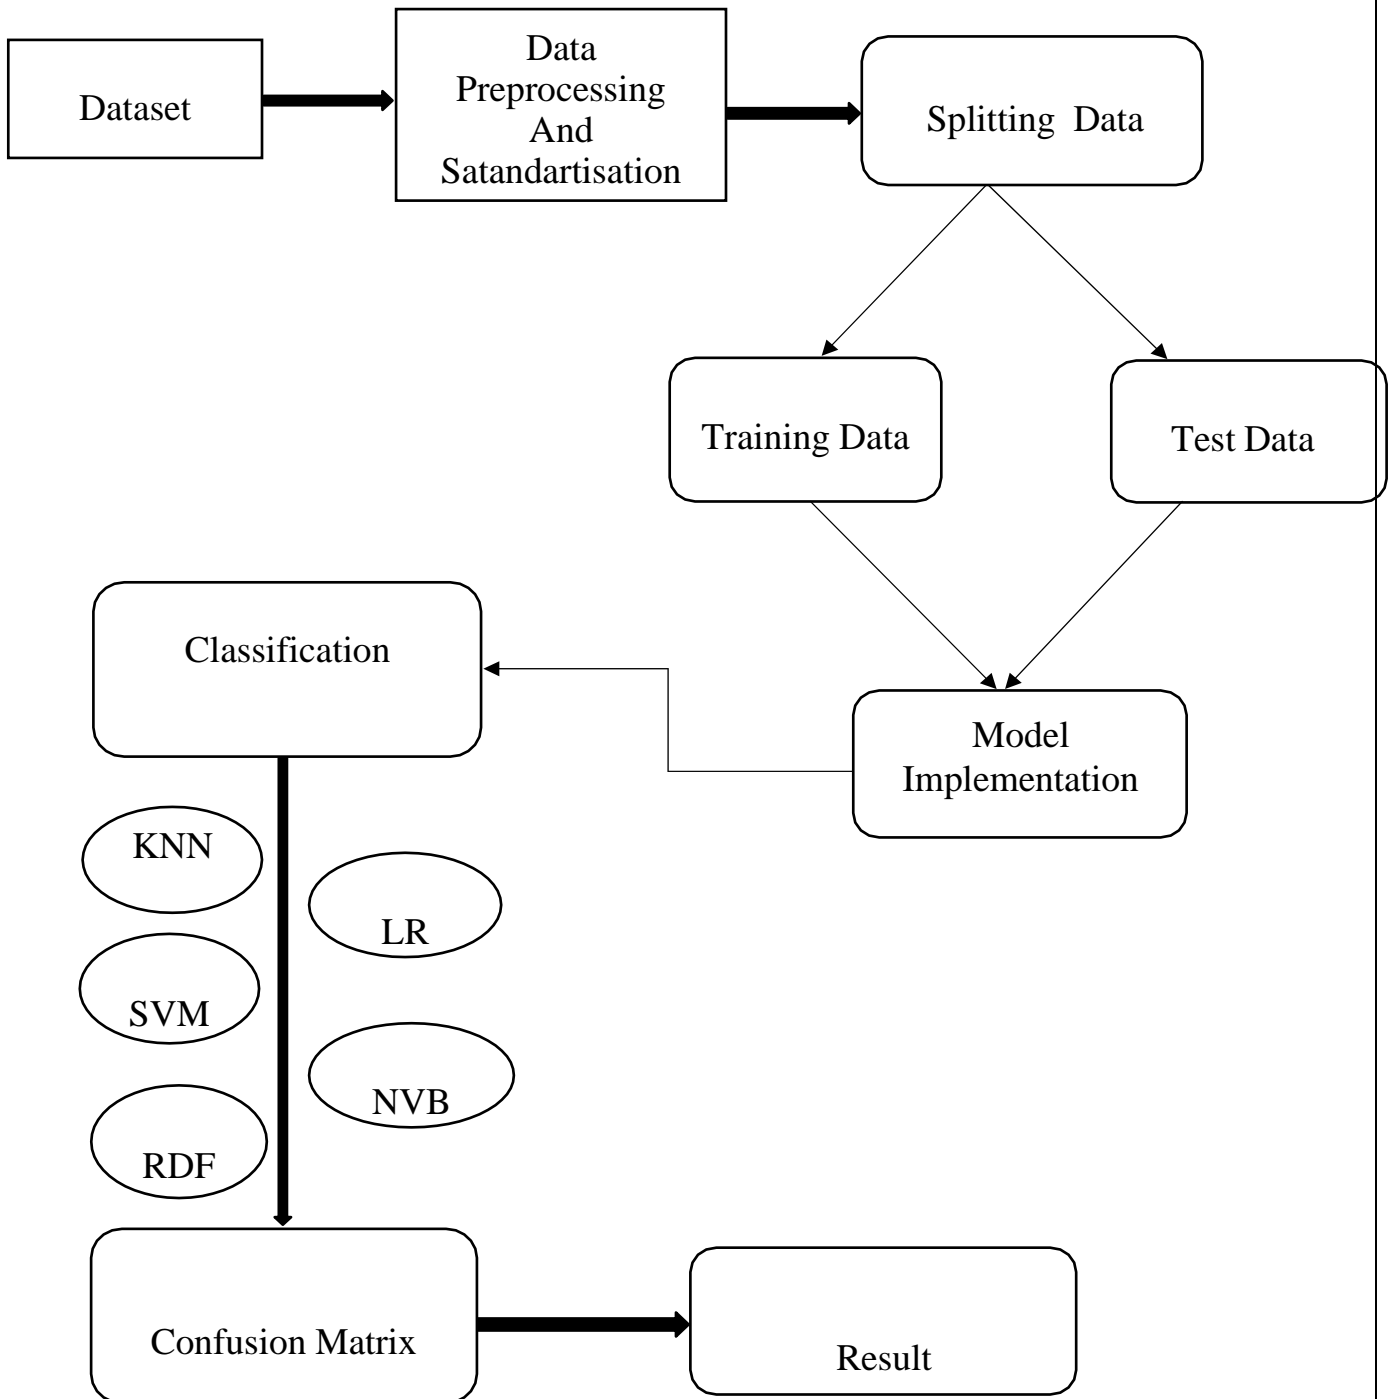 Dataset
Data
Preprocessing
And
Satandartisation
Splitting Data
Training Data
Test Data
Model
Implementation
Classification
KNN
LR
SVM
NVB
RDF
Confusion Matrix
Result